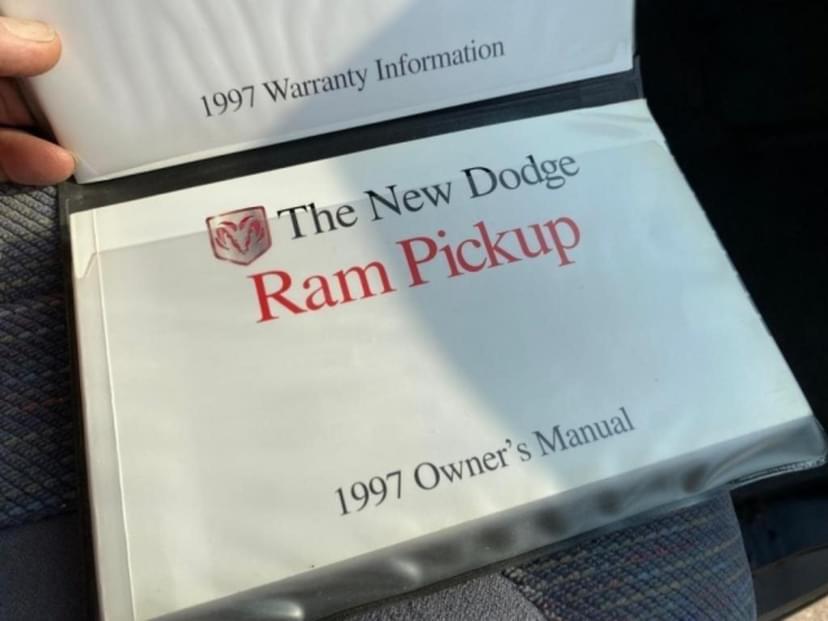 1997 Warranty Information
The New Dodge
Ram Pickup
1997 Owner's Manual